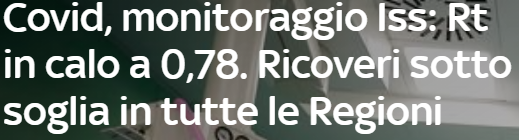 Covid, monitoraggio Iss: Rt
in calo a 0,78. Ricoveri sotto
soglia in tutte le Regioni